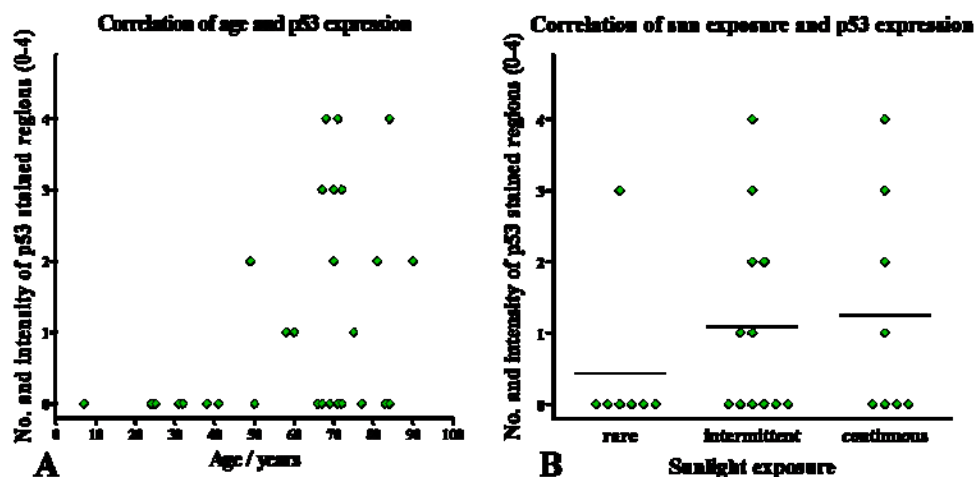 Correlation of age and p53 expression
No. and intensity of p53 stained regions (0-4)
4
3
2
1
0
0 10 20 30 40 50 60 70 80 90 100
Age / years
A
Correlation of sun exposure and p53 expression
No. and intensity of p53 stained regions (0-4)
4
3
2
1
0
rare intermittent continuous
Sunlight exposure
B